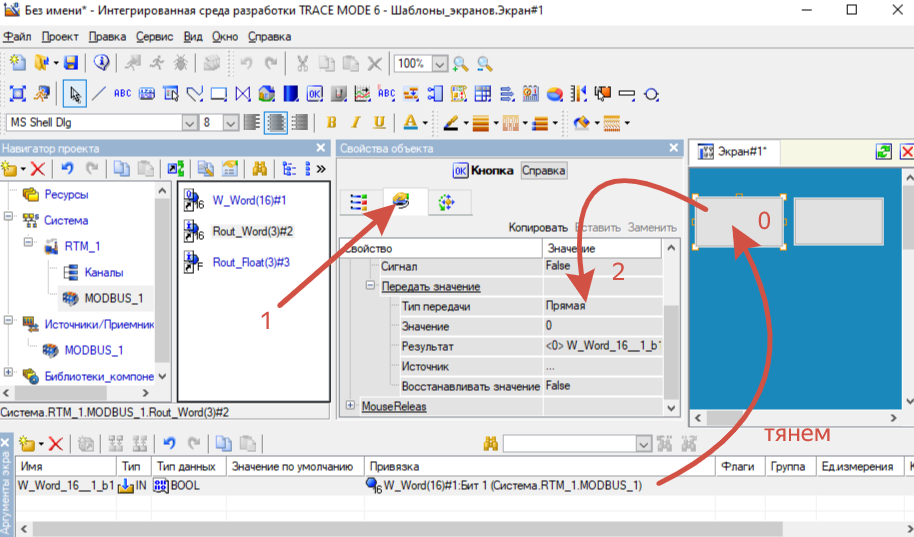 Без имени* - Интегрированная среда разработки TRACE MODE 6 - Шаблоны_экранов.Экран#1
Файл Проект Правка Сервис Вид Окно Справка
100%
ABC OK ABC
MS Shell Dlg 8 B I U A
Навигатор проекта
Свойства объекта
Экран#1*
Ресурсы
Система
RTM_1
Каналы
MODBUS_1
Источники/Приемник
MODBUS_1
Библиотеки_компоне
W_Word(16)#1
Rout_Word(3)#2
Rout_Float(3)#3
Система.RTM_1.MODBUS_1.Rout_Word(3)#2
OK Кнопка Справка
Копировать Вставить Заменить
Свойство Значение
Сигнал False
Передать значение
Тип передачи Прямая
Значение 0
Результат <0> W_Word_16__1_b1
Источник ...
Восстанавливать значение False
MouseReleas
1
2
0
тянем
Аргументы экра
Имя Тип Тип данных Значение по умолчанию Привязка Флаги Группа Ед.измерения К
W_Word_16__1_b1 IN BOOL W_Word(16)#1:Бит 1 (Система.RTM_1.MODBUS_1)